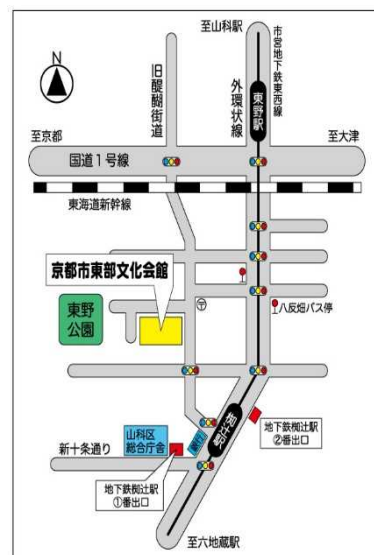 N
至山科駅
市営地下鉄東西線
旧醍醐街道
外環状線
東野駅
至京都
至大津
国道1号線
東海道新幹線
京都市東部文化会館
東野
公園
八反畑バス停
山科区
総合庁舎
銀行
椥辻駅
地下鉄椥辻駅
②番出口
新十条通り
地下鉄椥辻駅
①番出口
至六地蔵駅